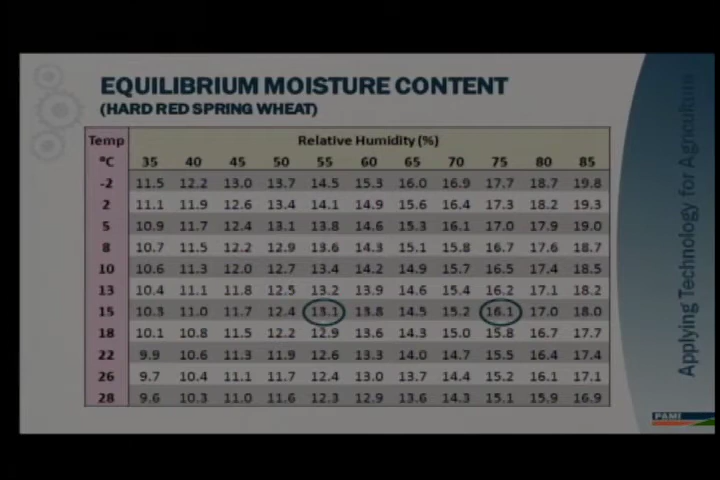 EQUILIBRIUM MOISTURE CONTENT
(HARD RED SPRING WHEAT)
Temp Relative Humidity (%)
°C 35 40 45 50 55 60 65 70 75 80 85
-2 11.5 12.2 13.0 13.7 14.5 15.3 16.0 16.9 17.7 18.7 19.8
2 11.1 11.9 12.6 13.4 14.1 14.9 15.6 16.4 17.3 18.2 19.3
5 10.9 11.7 12.4 13.1 13.8 14.6 15.3 16.1 17.0 17.9 19.0
8 10.7 11.5 12.2 12.9 13.6 14.3 15.1 15.8 16.7 17.6 18.7
10 10.6 11.3 12.0 12.7 13.4 14.2 14.9 15.7 16.5 17.4 18.5
13 10.4 11.1 11.8 12.5 13.2 13.9 14.6 15.4 16.2 17.1 18.2
15 10.3 11.0 11.7 12.4 13.1 13.8 14.5 15.2 16.1 17.0 18.0
18 10.1 10.8 11.5 12.2 12.9 13.6 14.3 15.0 15.8 16.7 17.7
22 9.9 10.6 11.3 11.9 12.6 13.3 14.0 14.7 15.5 16.4 17.4
26 9.7 10.4 11.1 11.7 12.4 13.0 13.7 14.4 15.2 16.1 17.1
28 9.6 10.3 11.0 11.6 12.3 12.9 13.6 14.3 15.1 15.9 16.9
Applying Technology for Agriculture
PAMI